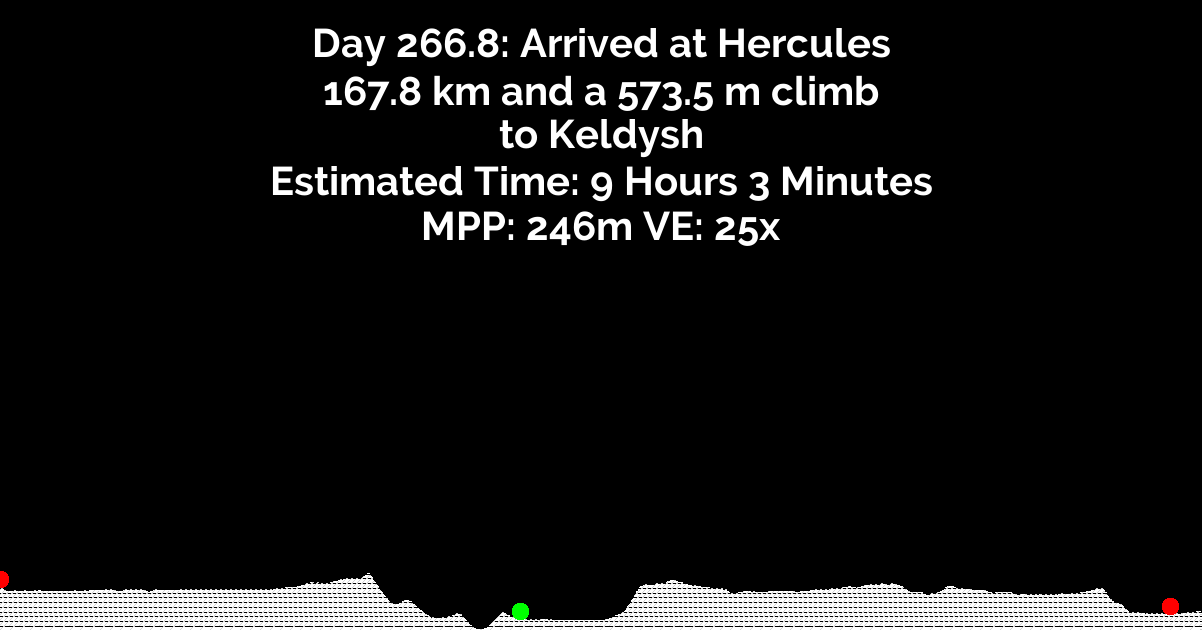 Day 266.8: Arrived at Hercules
167.8 km and a 573.5 m climb
to Keldysh
Estimated Time: 9 Hours 3 Minutes
MPP: 246m VE: 25x